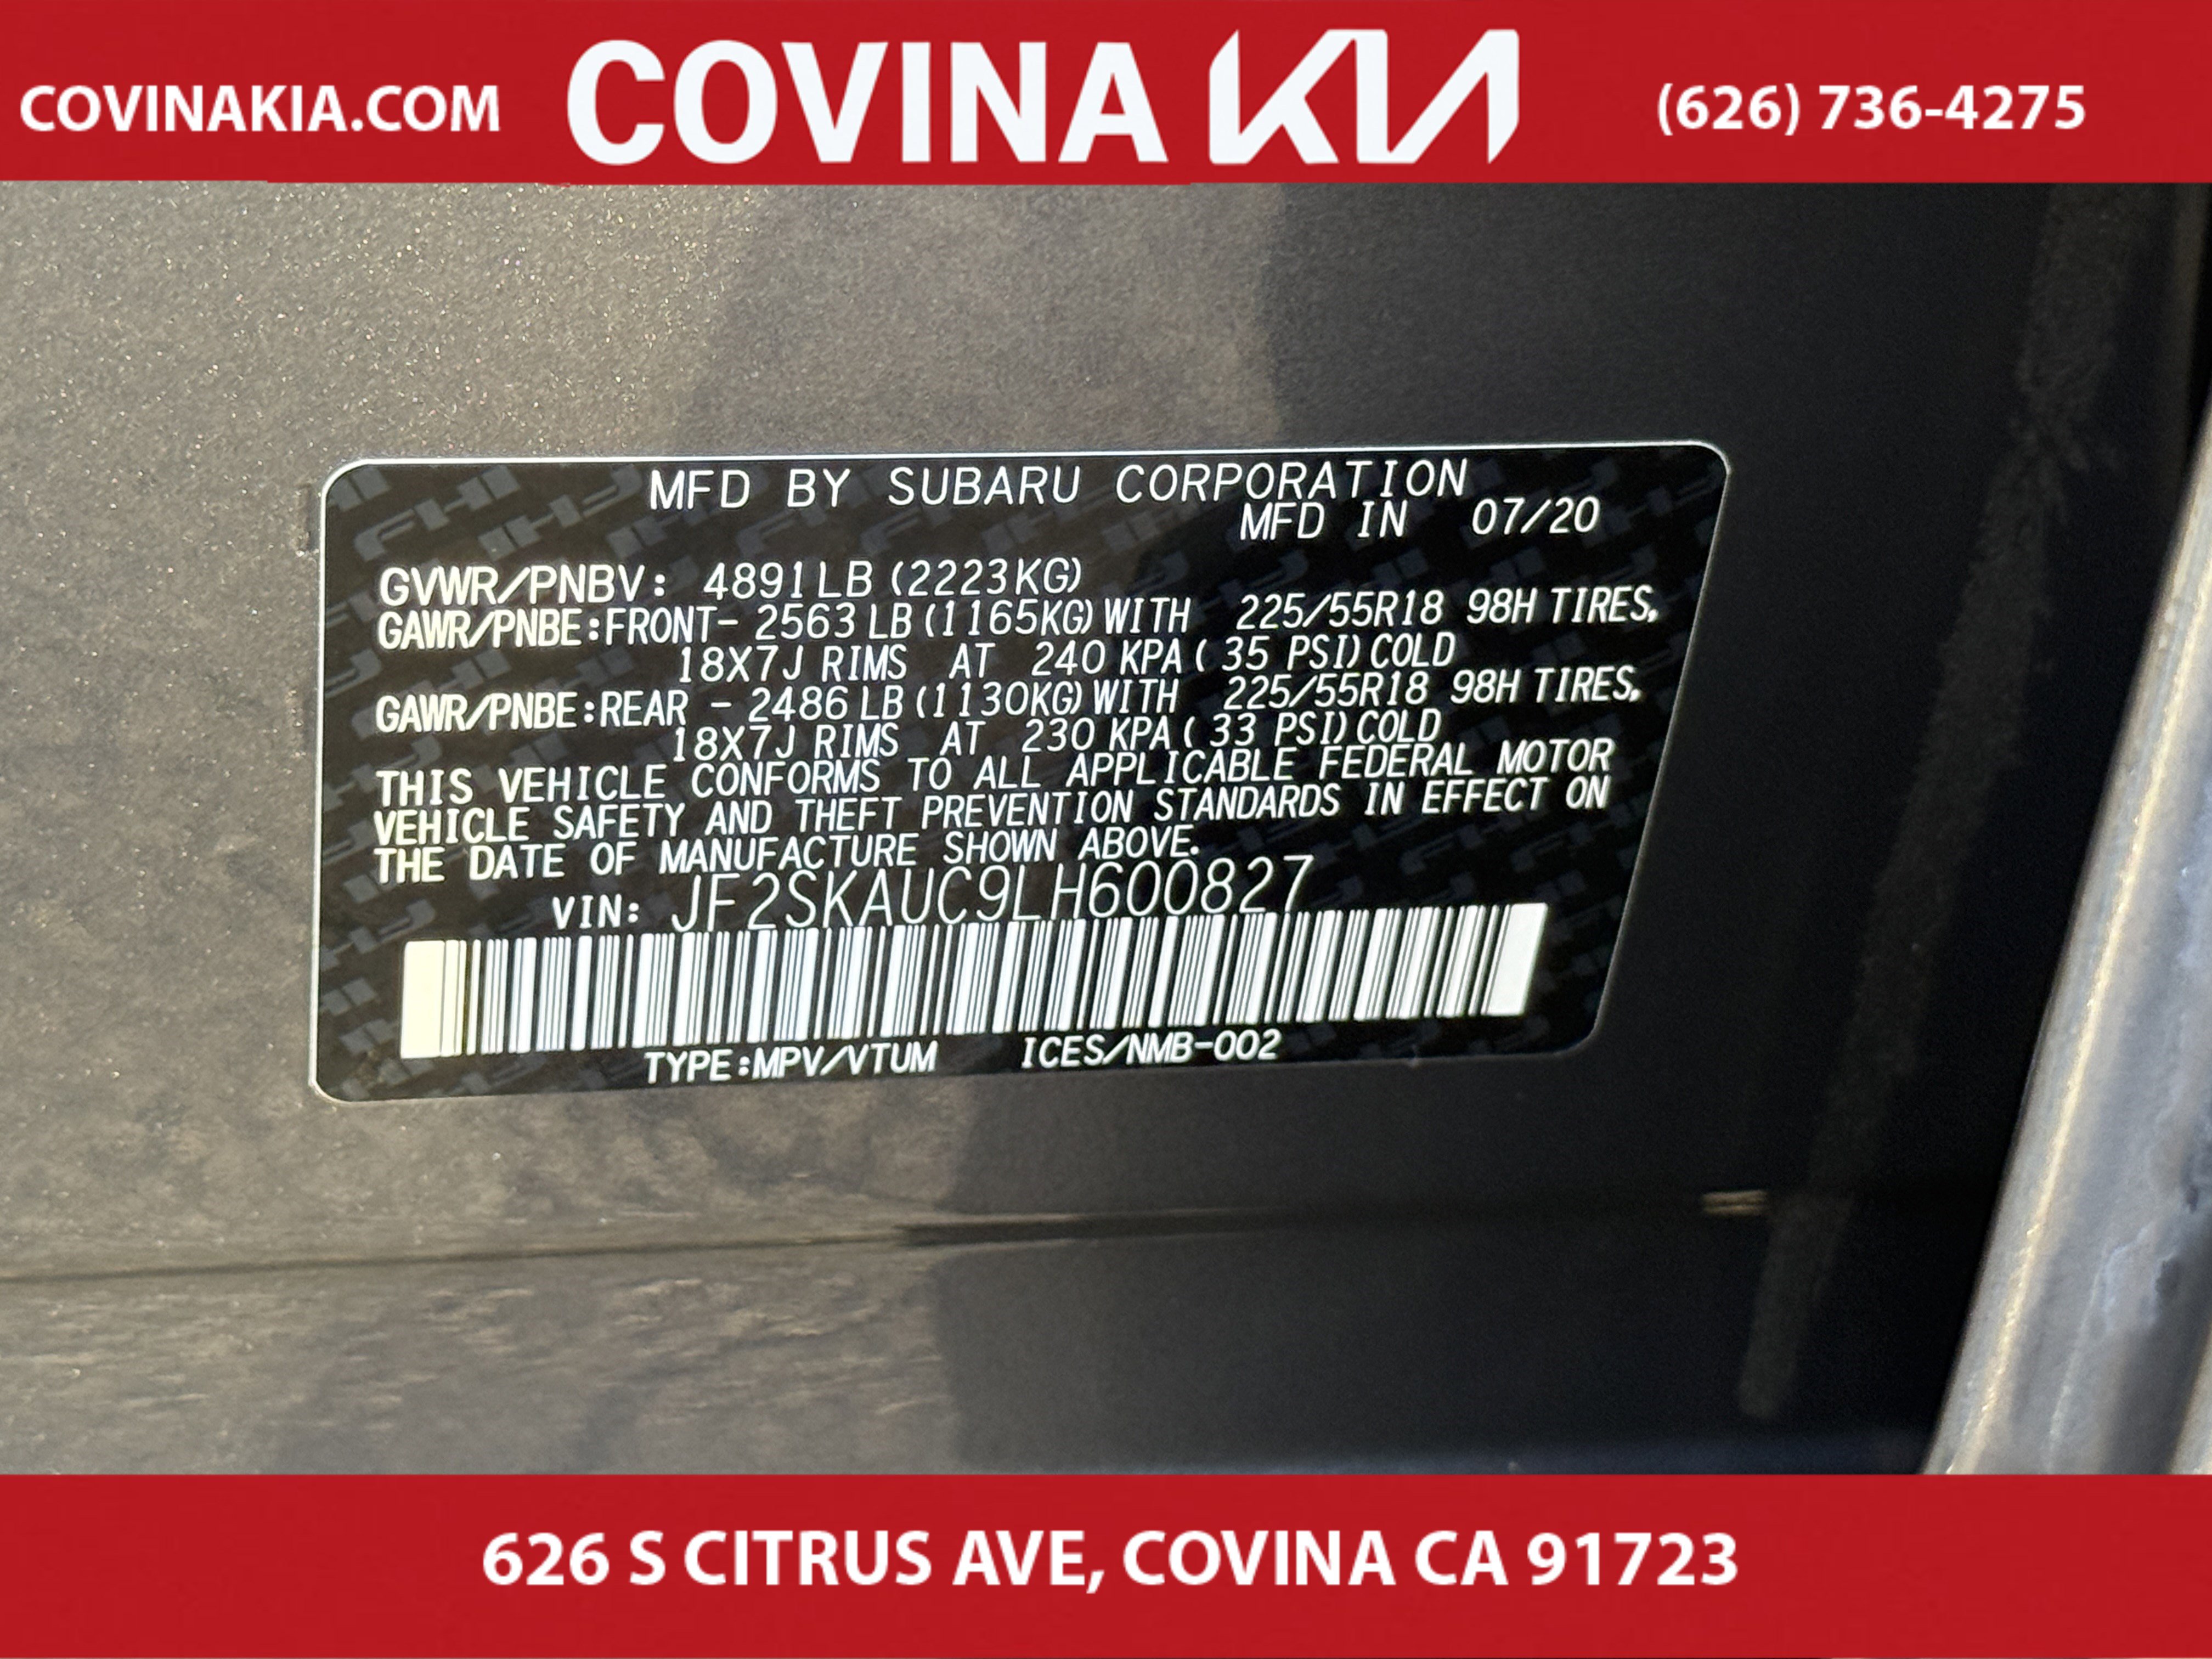 COVINAKIA.COM
COVINA KIA
(626) 736-4275
MFD BY SUBARU CORPORATION
MFD IN 07/20
GVWR/PNBV: 4891LB (2223KG)
GAWR/PNBE:FRONT- 2563 LB (1165KG) WITH 225/55R18 98H TIRES,
18X7J RIMS AT 240 KPA ( 35 PSI) COLD
GAWR/PNBE:REAR - 2486 LB (1130KG) WITH 225/55R18 98H TIRES,
18X7J RIMS AT 230 KPA ( 33 PSI) COLD
THIS VEHICLE CONFORMS TO ALL APPLICABLE FEDERAL MOTOR
VEHICLE SAFETY AND THEFT PREVENTION STANDARDS IN EFFECT ON
THE DATE OF MANUFACTURE SHOWN ABOVE.
VIN: JF2SKAUC9LH600827
TYPE:MPV/VTUM ICES/NMB-002
626 S CITRUS AVE, COVINA CA 91723